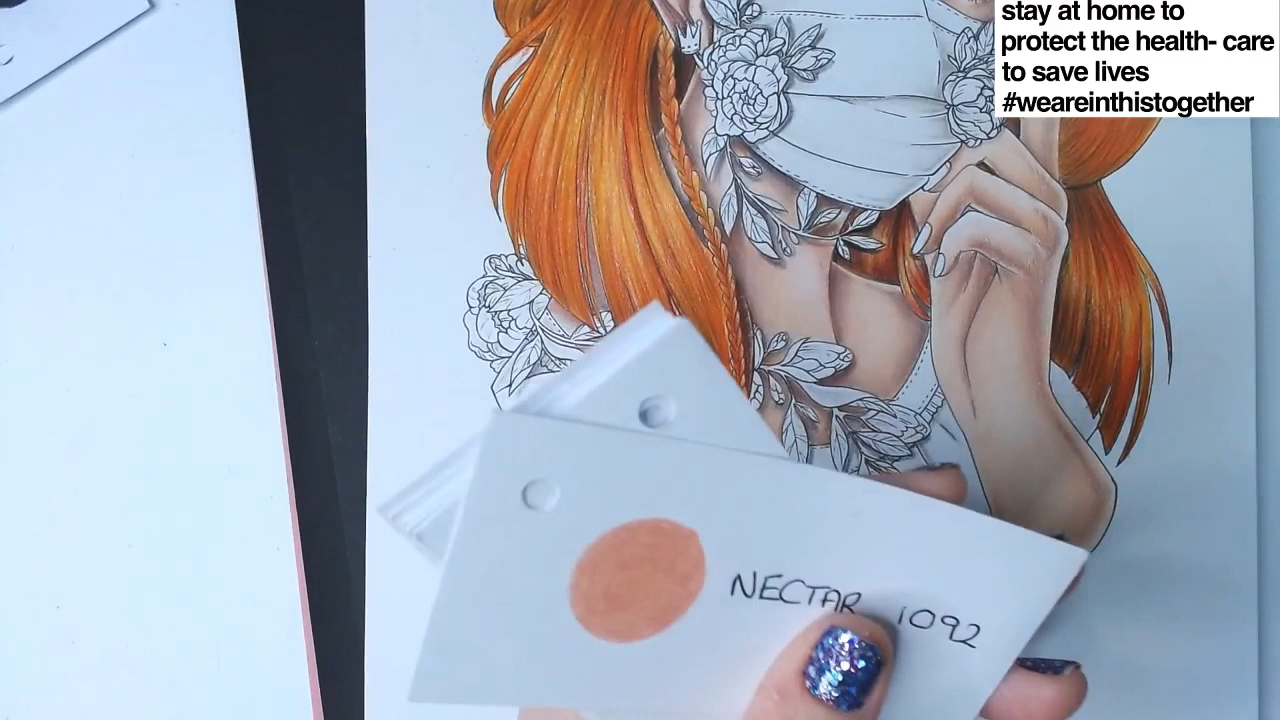 stay at home to
protect the health- care
to save lives
#weareinthistogether
NECTAR 1092